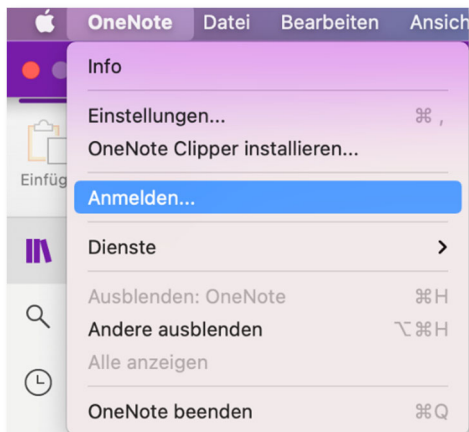 OneNote Datei Bearbeiten Ansich
Info
Einstellungen... ⌘ ,
OneNote Clipper installieren...
Einfüg
Anmelden...
Dienste
Ausblenden: OneNote ⌘H
Andere ausblenden ⌥⌘H
Alle anzeigen
OneNote beenden ⌘Q